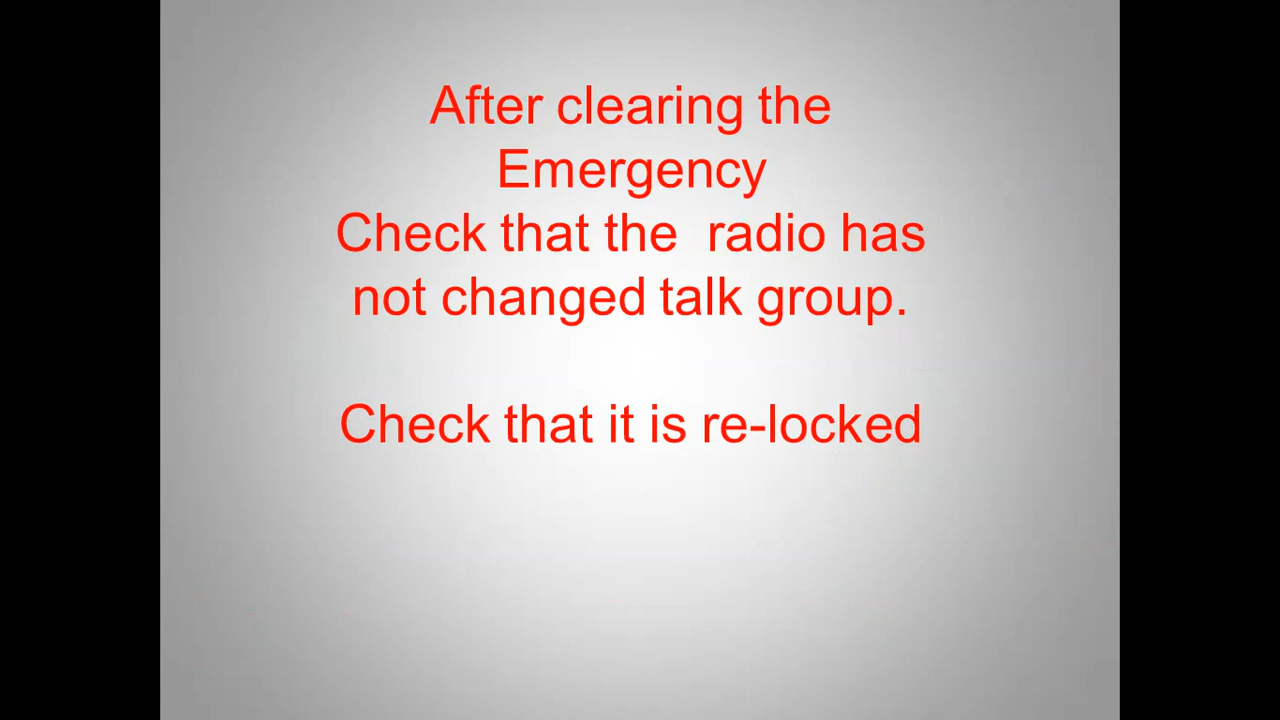 After clearing the
Emergency
Check that the  radio has
not changed talk group.
Check that it is re-locked